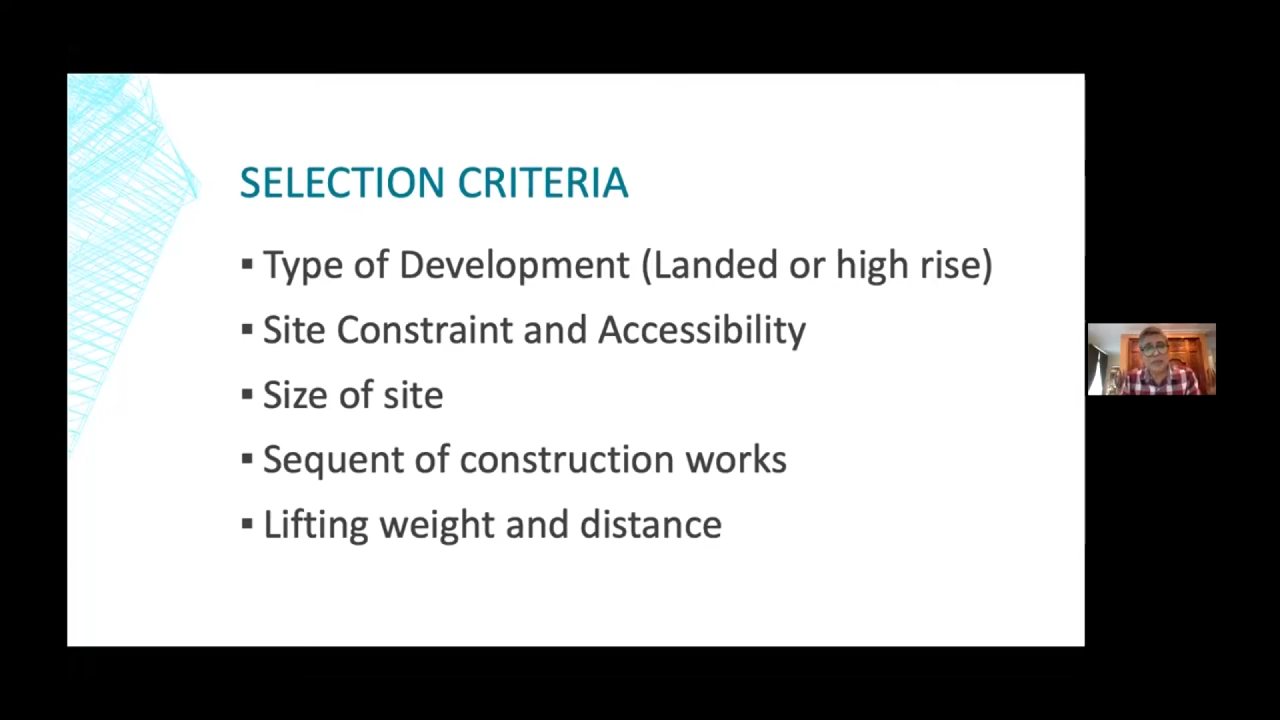 SELECTION CRITERIA
▪ Type of Development (Landed or high rise)
▪ Site Constraint and Accessibility
▪ Size of site
▪ Sequent of construction works
▪ Lifting weight and distance